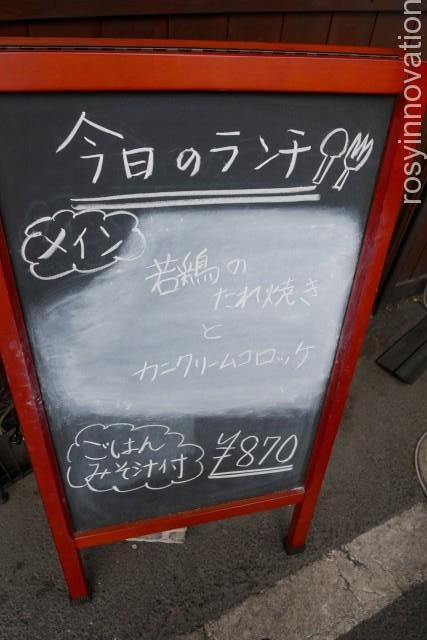 今日のランチ
メイン
若鶏の
たれ焼き
と
カニクリームコロッケ
ごはん
みそ汁付
¥870
rosyinnovation